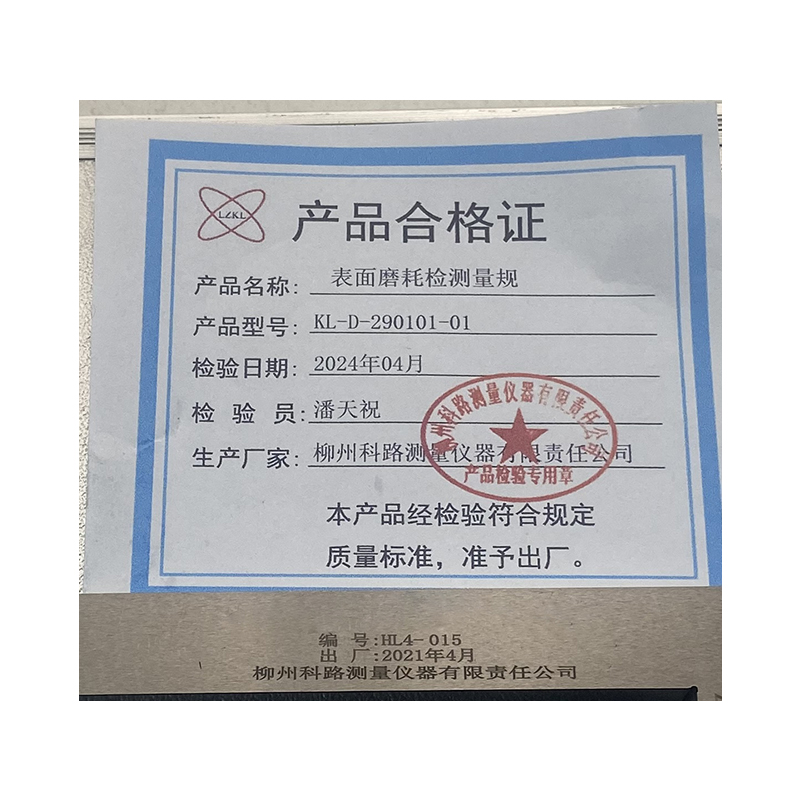 LZKL
产品合格证
产品名称: 表面磨耗检测量规
产品型号: KL-D-290101-01
检验日期: 2024年04月
检 验 员: 潘天祝
生产厂家: 柳州科路测量仪器有限责任公司
柳州科路测量仪器有限责任公司
产品检验专用章
本产品经检验符合规定
质量标准，准予出厂。
编 号:HL4-015
出 厂:2021年4月
柳州科路测量仪器有限责任公司